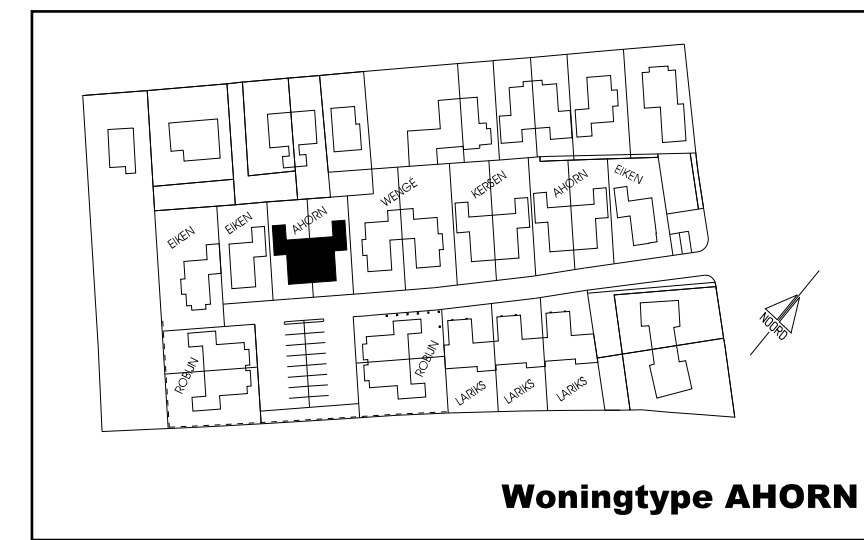 EIKEN
EIKEN
AHORN
WENGÉ
KERSEN
AHORN
EIKEN
NOORD
ROBIJN
ROBIJN
LARIKS
LARIKS
LARIKS
Woningtype AHORN